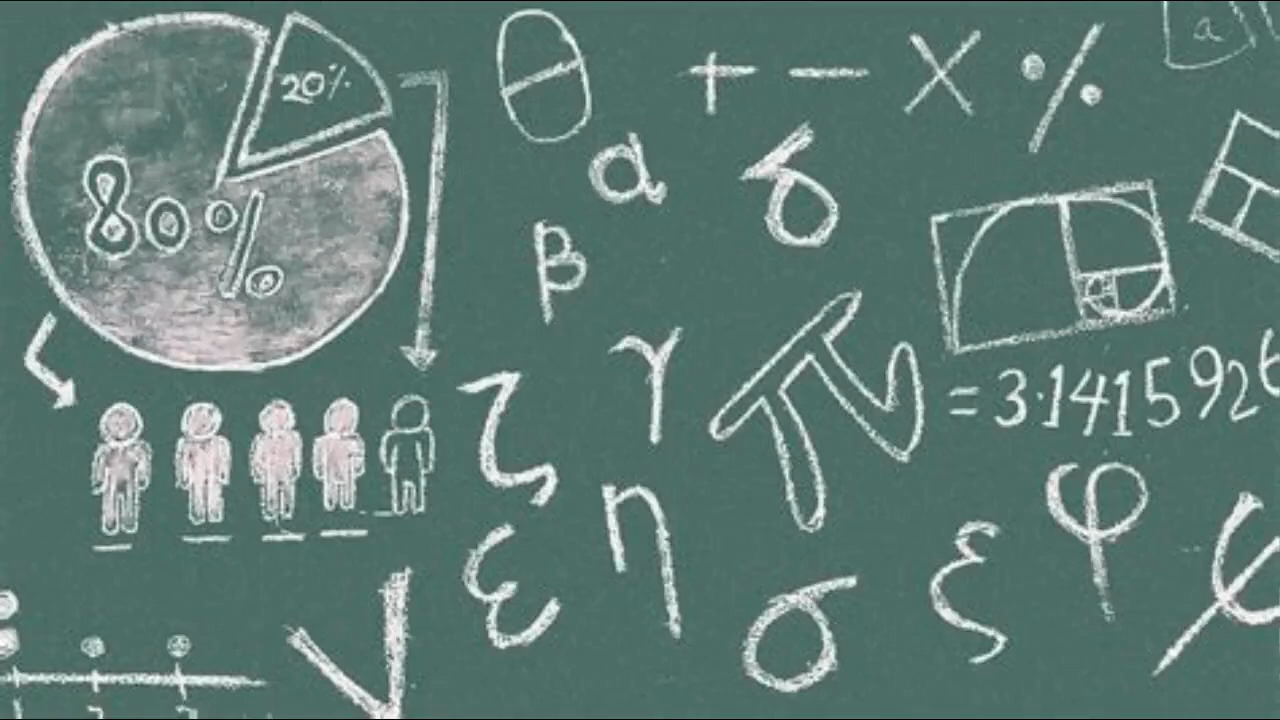 20%
80%
θ + − × %
a
α δ
β
γ
π = 3·1415926
ζ
η
ε
σ ξ φ ψ